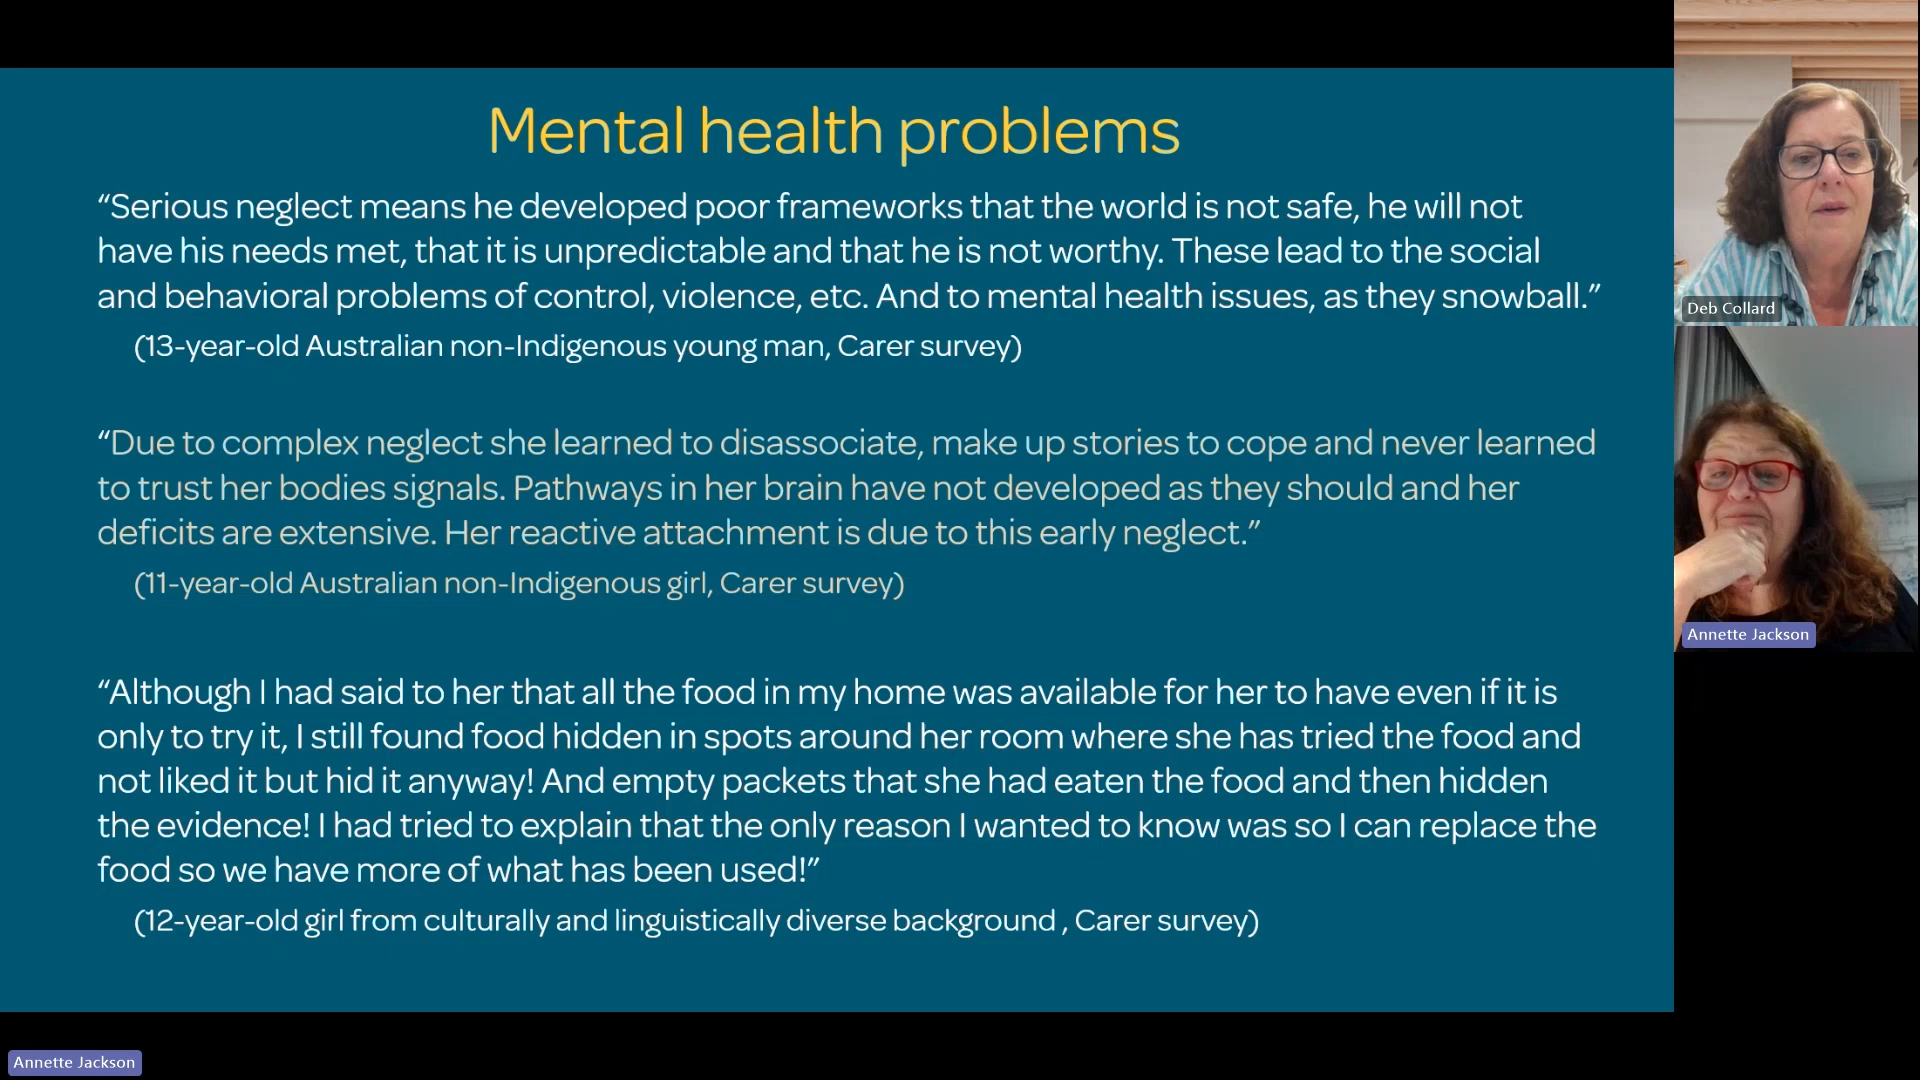 Mental health problems
“Serious neglect means he developed poor frameworks that the world is not safe, he will not
have his needs met, that it is unpredictable and that he is not worthy. These lead to the social
and behavioral problems of control, violence, etc. And to mental health issues, as they snowball.”
(13-year-old Australian non-Indigenous young man, Carer survey)
“Due to complex neglect she learned to disassociate, make up stories to cope and never learned
to trust her bodies signals. Pathways in her brain have not developed as they should and her
deficits are extensive. Her reactive attachment is due to this early neglect.”
(11-year-old Australian non-Indigenous girl, Carer survey)
“Although I had said to her that all the food in my home was available for her to have even if it is
only to try it, I still found food hidden in spots around her room where she has tried the food and
not liked it but hid it anyway! And empty packets that she had eaten the food and then hidden
the evidence! I had tried to explain that the only reason I wanted to know was so I can replace the
food so we have more of what has been used!”
(12-year-old girl from culturally and linguistically diverse background , Carer survey)
Deb Collard
Annette Jackson
Annette Jackson